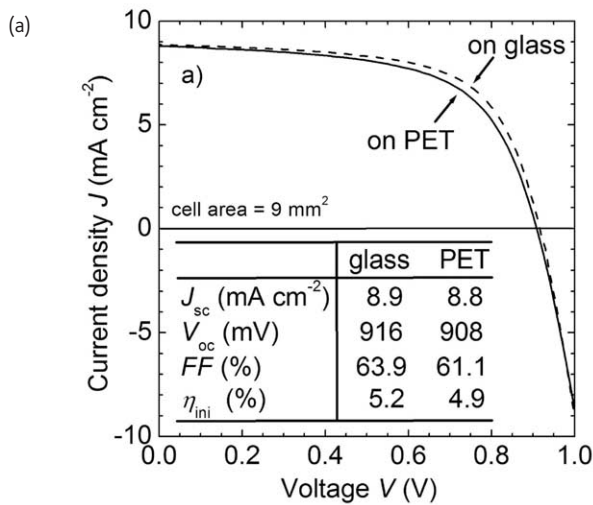 (a)
10
a)
on glass
on PET
5
cell area = 9 mm²
0
glass PET
Jsc (mA cm⁻²) 8.9 8.8
Voc (mV) 916 908
FF (%) 63.9 61.1
ηini (%) 5.2 4.9
-5
-10
0.0 0.2 0.4 0.6 0.8 1.0
Voltage V (V)
Current density J (mA cm⁻²)